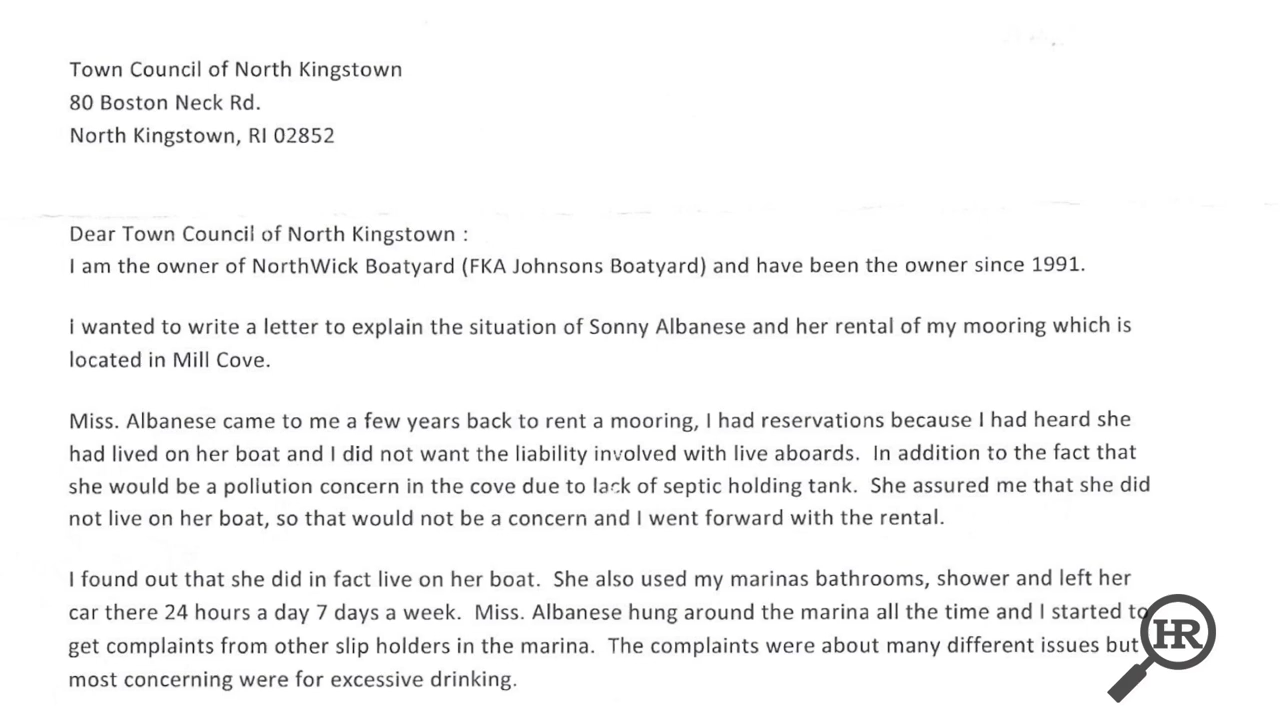 Town Council of North Kingstown
80 Boston Neck Rd.
North Kingstown, RI 02852
Dear Town Council of North Kingstown :
I am the owner of NorthWick Boatyard (FKA Johnsons Boatyard) and have been the owner since 1991.
I wanted to write a letter to explain the situation of Sonny Albanese and her rental of my mooring which is
located in Mill Cove.
Miss. Albanese came to me a few years back to rent a mooring, I had reservations because I had heard she
had lived on her boat and I did not want the liability involved with live aboards.  In addition to the fact that
she would be a pollution concern in the cove due to lack of septic holding tank.  She assured me that she did
not live on her boat, so that would not be a concern and I went forward with the rental.
I found out that she did in fact live on her boat.  She also used my marinas bathrooms, shower and left her
car there 24 hours a day 7 days a week.  Miss. Albanese hung around the marina all the time and I started to
get complaints from other slip holders in the marina.  The complaints were about many different issues but
most concerning were for excessive drinking.
HR